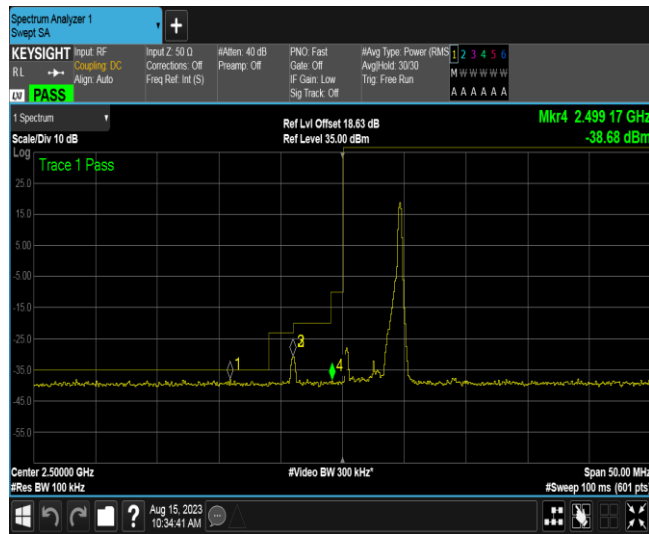 Spectrum Analyzer 1
Swept SA
+
KEYSIGHT
RL
LXI PASS
Input: RF
Coupling: DC
Align: Auto
Input Z: 50 Ω
Corrections: Off
Freq Ref: Int (S)
#Atten: 40 dB
Preamp: Off
PNO: Fast
Gate: Off
IF Gain: Low
Sig Track: Off
#Avg Type: Power (RMS
Avg|Hold: 30/30
Trig: Free Run
1 2 3 4 5 6
M W W W W W
A A A A A A
1 Spectrum
Scale/Div 10 dB
Ref Lvl Offset 18.63 dB
Ref Level 35.00 dBm
Mkr4 2.499 17 GHz
-38.68 dBm
Log
Trace 1 Pass
25.0
15.0
5.00
-5.00
-15.0
-25.0
-35.0
-45.0
-55.0
1
4
Center 2.50000 GHz
#Res BW 100 kHz
#Video BW 300 kHz*
Span 50.00 MHz
#Sweep 100 ms (601 pts
?
Aug 15, 2023
10:34:41 AM